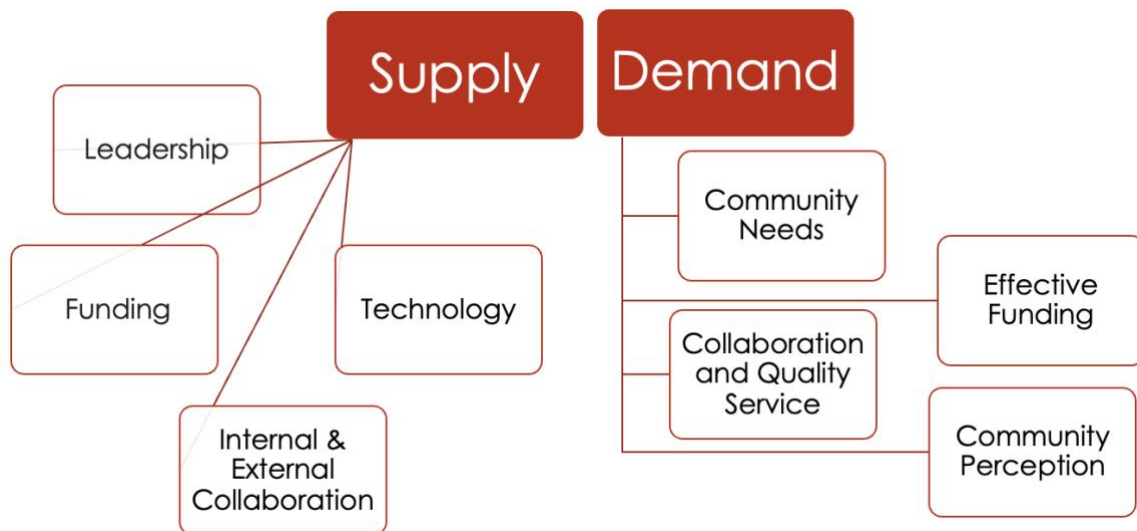 Supply
Demand
Leadership
Funding
Technology
Internal &
External
Collaboration
Community
Needs
Effective
Funding
Collaboration
and Quality
Service
Community
Perception